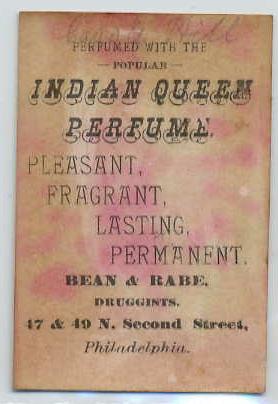 PERFUMED WITH THE
— POPULAR —
INDIAN QUEEN
PERFUME.
PLEASANT,
FRAGRANT,
LASTING,
PERMANENT.
BEAN & RABE,
DRUGGISTS.
47 & 49 N. Second Street,
Philadelphia.